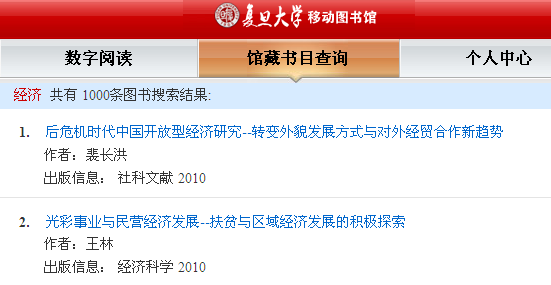 复旦大学 移动图书馆
数字阅读 馆藏书目查询 个人中心
经济 共有 1000条图书搜索结果:
1. 后危机时代中国开放型经济研究--转变外貌发展方式与对外经贸合作新趋势
作者：裴长洪
出版信息： 社科文献 2010
2. 光彩事业与民营经济发展--扶贫与区域经济发展的积极探索
作者：王林
出版信息： 经济科学 2010